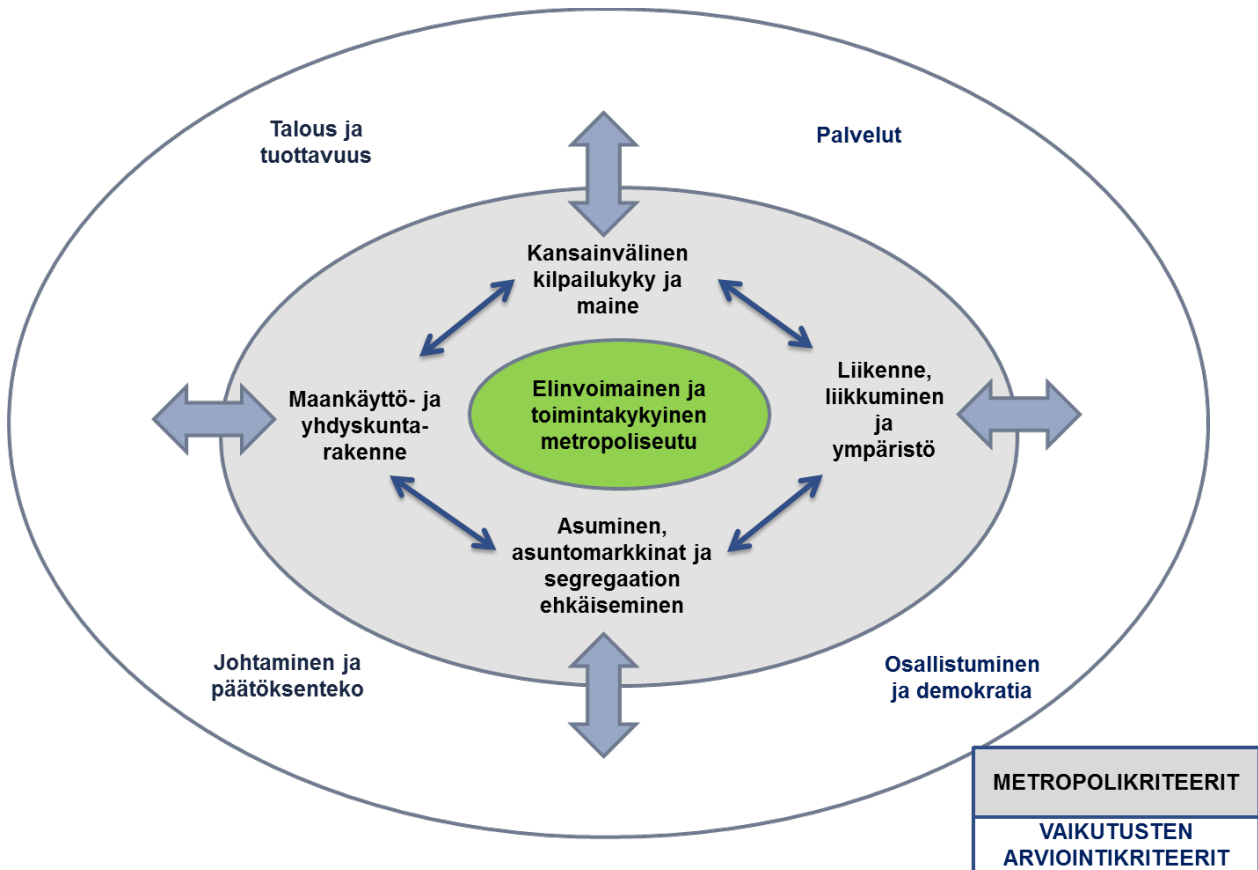 Talous ja
tuottavuus
Palvelut
Kansainvälinen
kilpailukyky ja
maine
Maankäyttö- ja
yhdyskunta-
rakenne
Elinvoimainen ja
toimintakykyinen
metropoliseutu
Liikenne,
liikkuminen
ja
ympäristö
Asuminen,
asuntomarkkinat ja
segregaation
ehkäiseminen
Johtaminen ja
päätöksenteko
Osallistuminen
ja demokratia
METROPOLIKRITEERIT
VAIKUTUSTEN
ARVIOINTIKRITEERIT